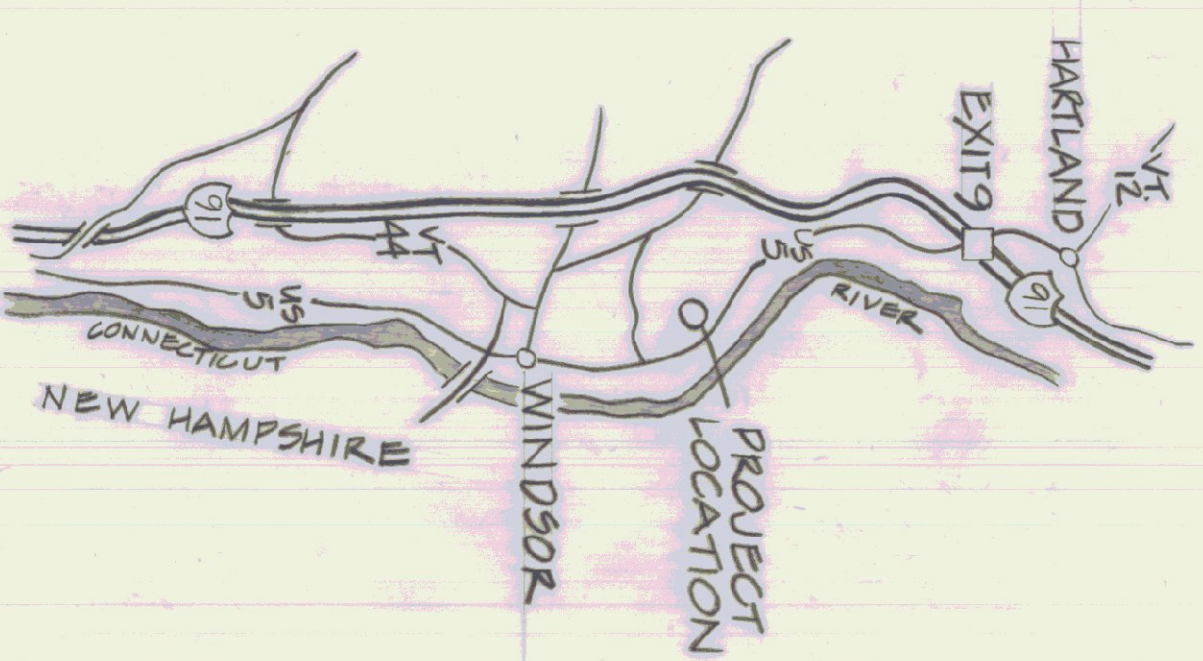 HARTLAND
VT.
12
EXIT 9
91
91
VT
44
US
5
US
5
RIVER
CONNECTICUT
NEW HAMPSHIRE
WINDSOR
PROJECT
LOCATION